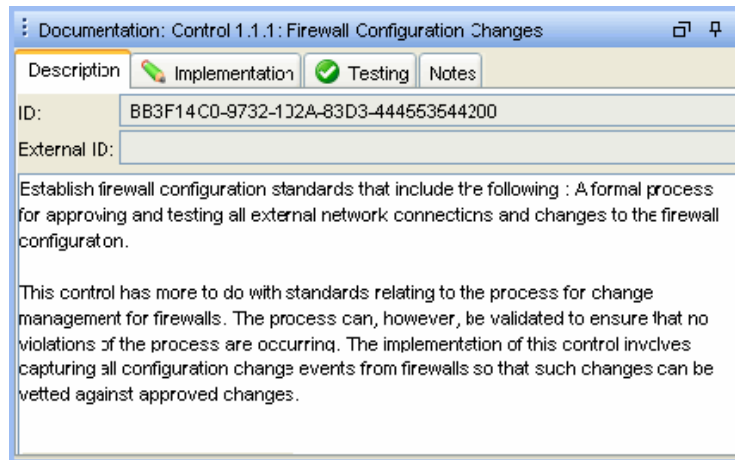 Documentation: Control 1.1.1: Firewall Configuration Changes
Description Implementation Testing Notes
ID: BB3F14C0-9732-102A-83D3-444553544200
External ID:
Establish firewall configuration standards that include the following : A formal process
for approving and testing all external network connections and changes to the firewall
configuraton.
This control has more to do with standards relating to the process for change
management for firewalls. The process can, however, be validated to ensure that no
violations of the process are occurring. The implementation of this control involves
capturing all configuration change events from firewalls so that such changes can be
vetted against approved changes.